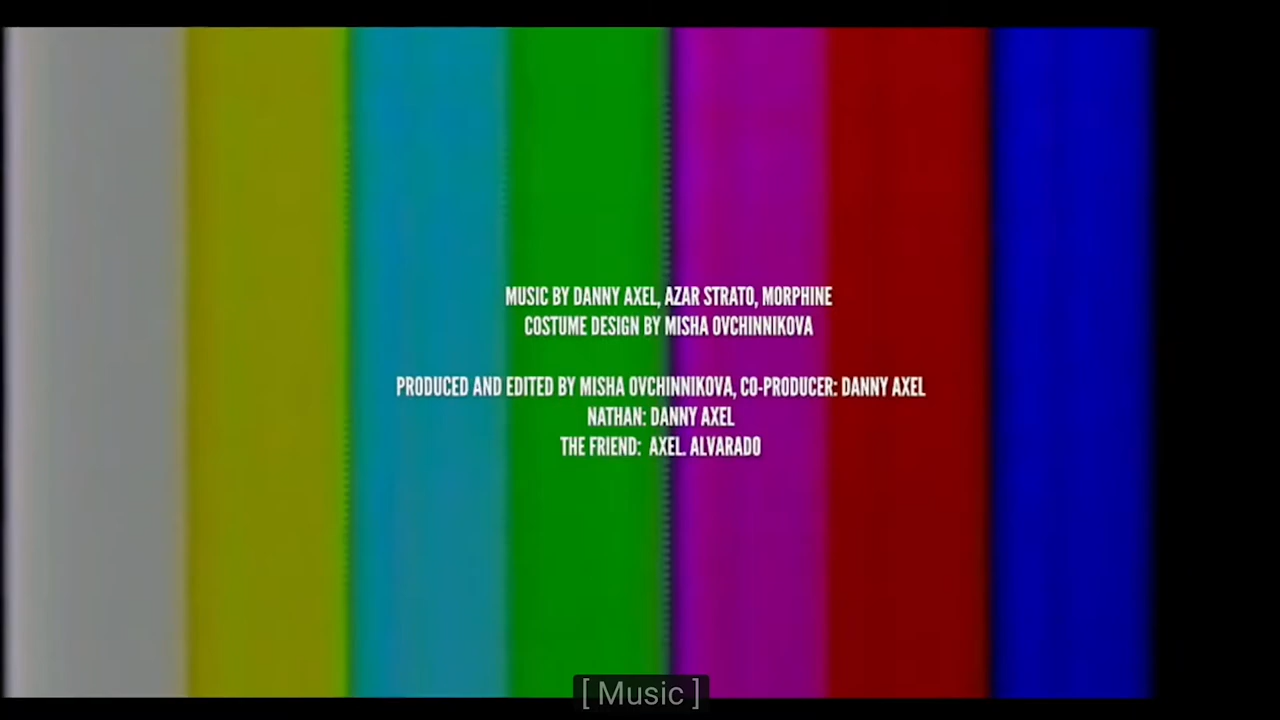 MUSIC BY DANNY AXEL, AZAR STRATO, MORPHINE
COSTUME DESIGN BY MISHA OVCHINNIKOVA
PRODUCED AND EDITED BY MISHA OVCHINNIKOVA, CO-PRODUCER: DANNY AXEL
NATHAN: DANNY AXEL
THE FRIEND: AXEL. ALVARADO
[ Music ]